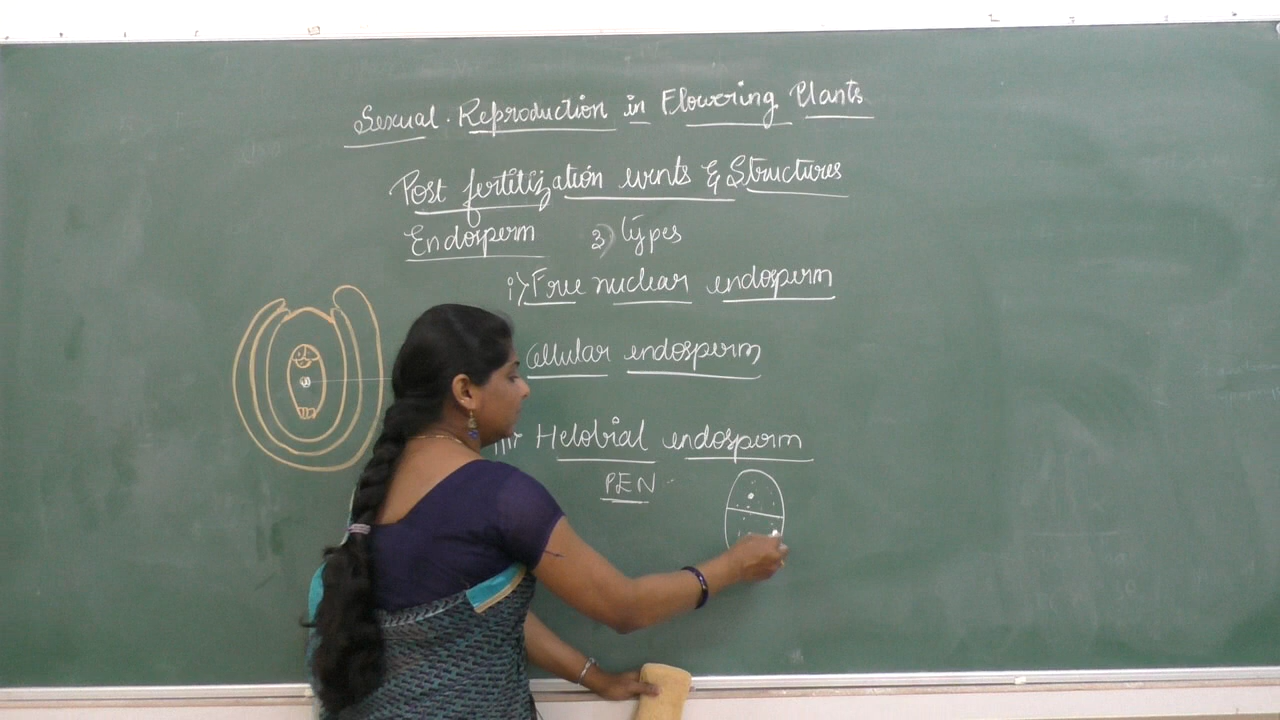 Sexual. Reproduction in Flowering Plants
Post fertilization events & Structures
Endosperm 3) types
i) Free nuclear endosperm
Cellular endosperm
iii Helobial endosperm
PEN